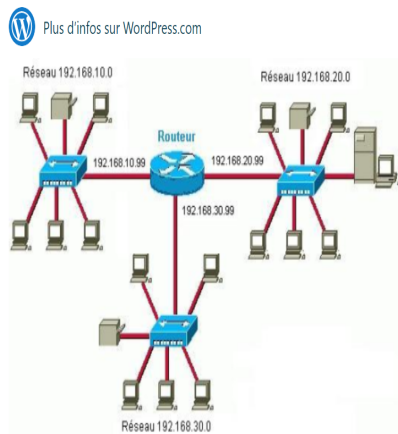 Plus d'infos sur WordPress.com
Réseau 192.168.10.0
Réseau 192.168.20.0
Routeur
192.168.10.99
192.168.20.99
192.168.30.99
Réseau 192.168.30.0